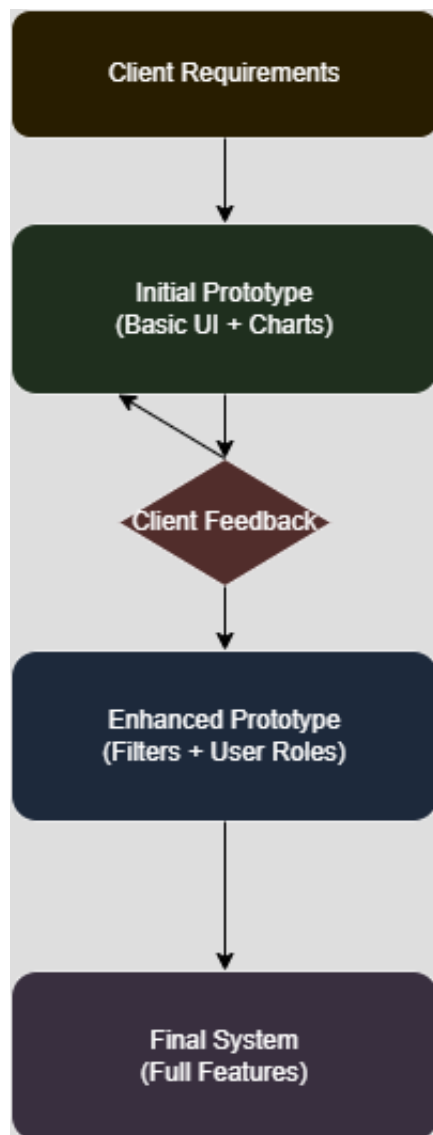 Client Requirements
Initial Prototype
(Basic UI + Charts)
Client Feedback
Enhanced Prototype
(Filters + User Roles)
Final System
(Full Features)